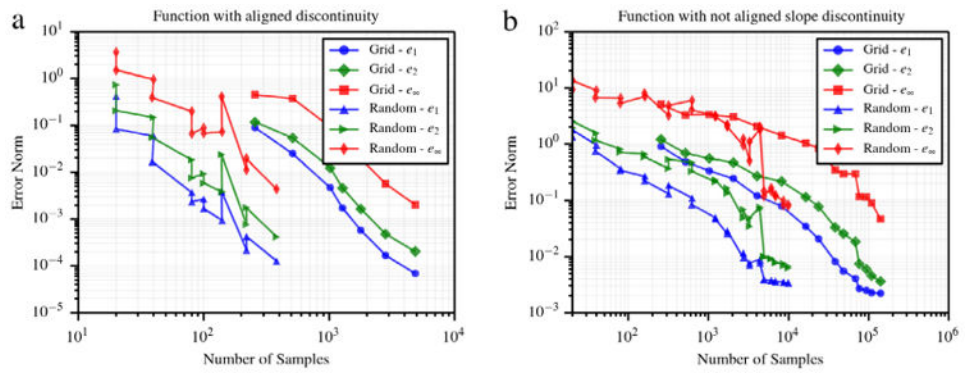 a
Function with aligned discontinuity
Error Norm
10^1
10^0
10^−1
10^−2
10^−3
10^−4
10^−5
10^1
10^2
10^3
10^4
Number of Samples
Grid - e_1
Grid - e_2
Grid - e_∞
Random - e_1
Random - e_2
Random - e_∞
b
Function with not aligned slope discontinuity
Error Norm
10^2
10^1
10^0
10^−1
10^−2
10^−3
10^2
10^3
10^4
10^5
10^6
Number of Samples
Grid - e_1
Grid - e_2
Grid - e_∞
Random - e_1
Random - e_2
Random - e_∞